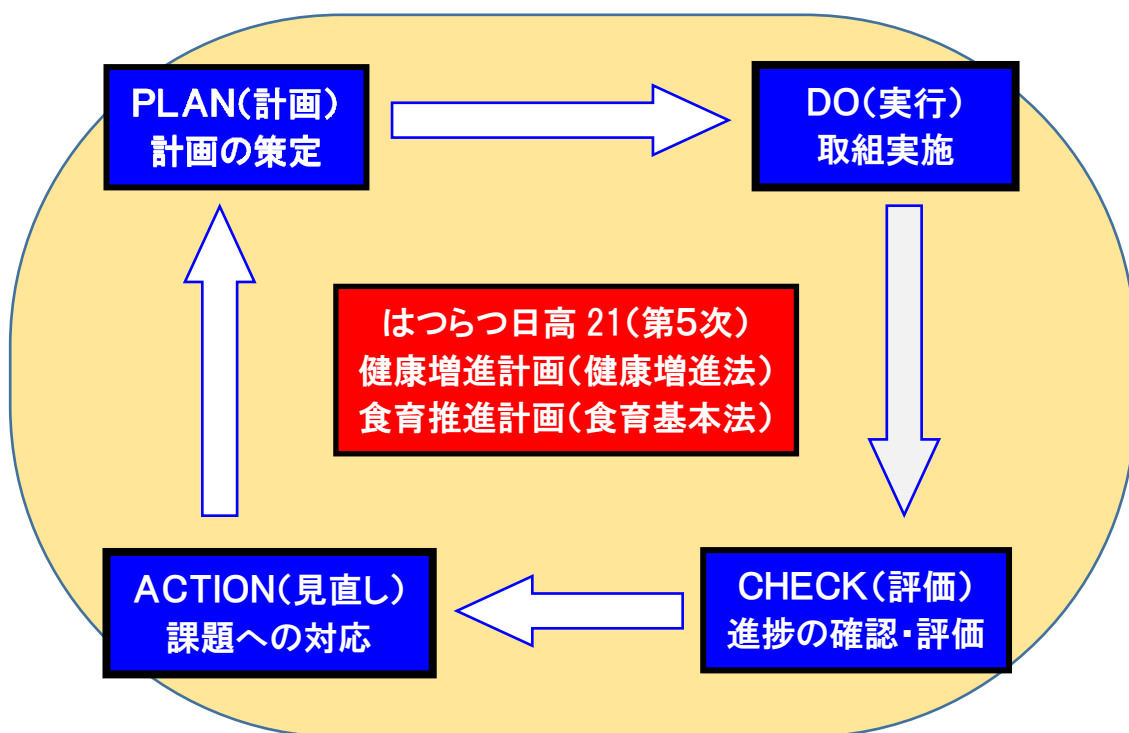 PLAN(計画)
計画の策定
DO(実行)
取組実施
はつらつ日高 21(第5次)
健康増進計画(健康増進法)
食育推進計画(食育基本法)
ACTION(見直し)
課題への対応
CHECK(評価)
進捗の確認・評価